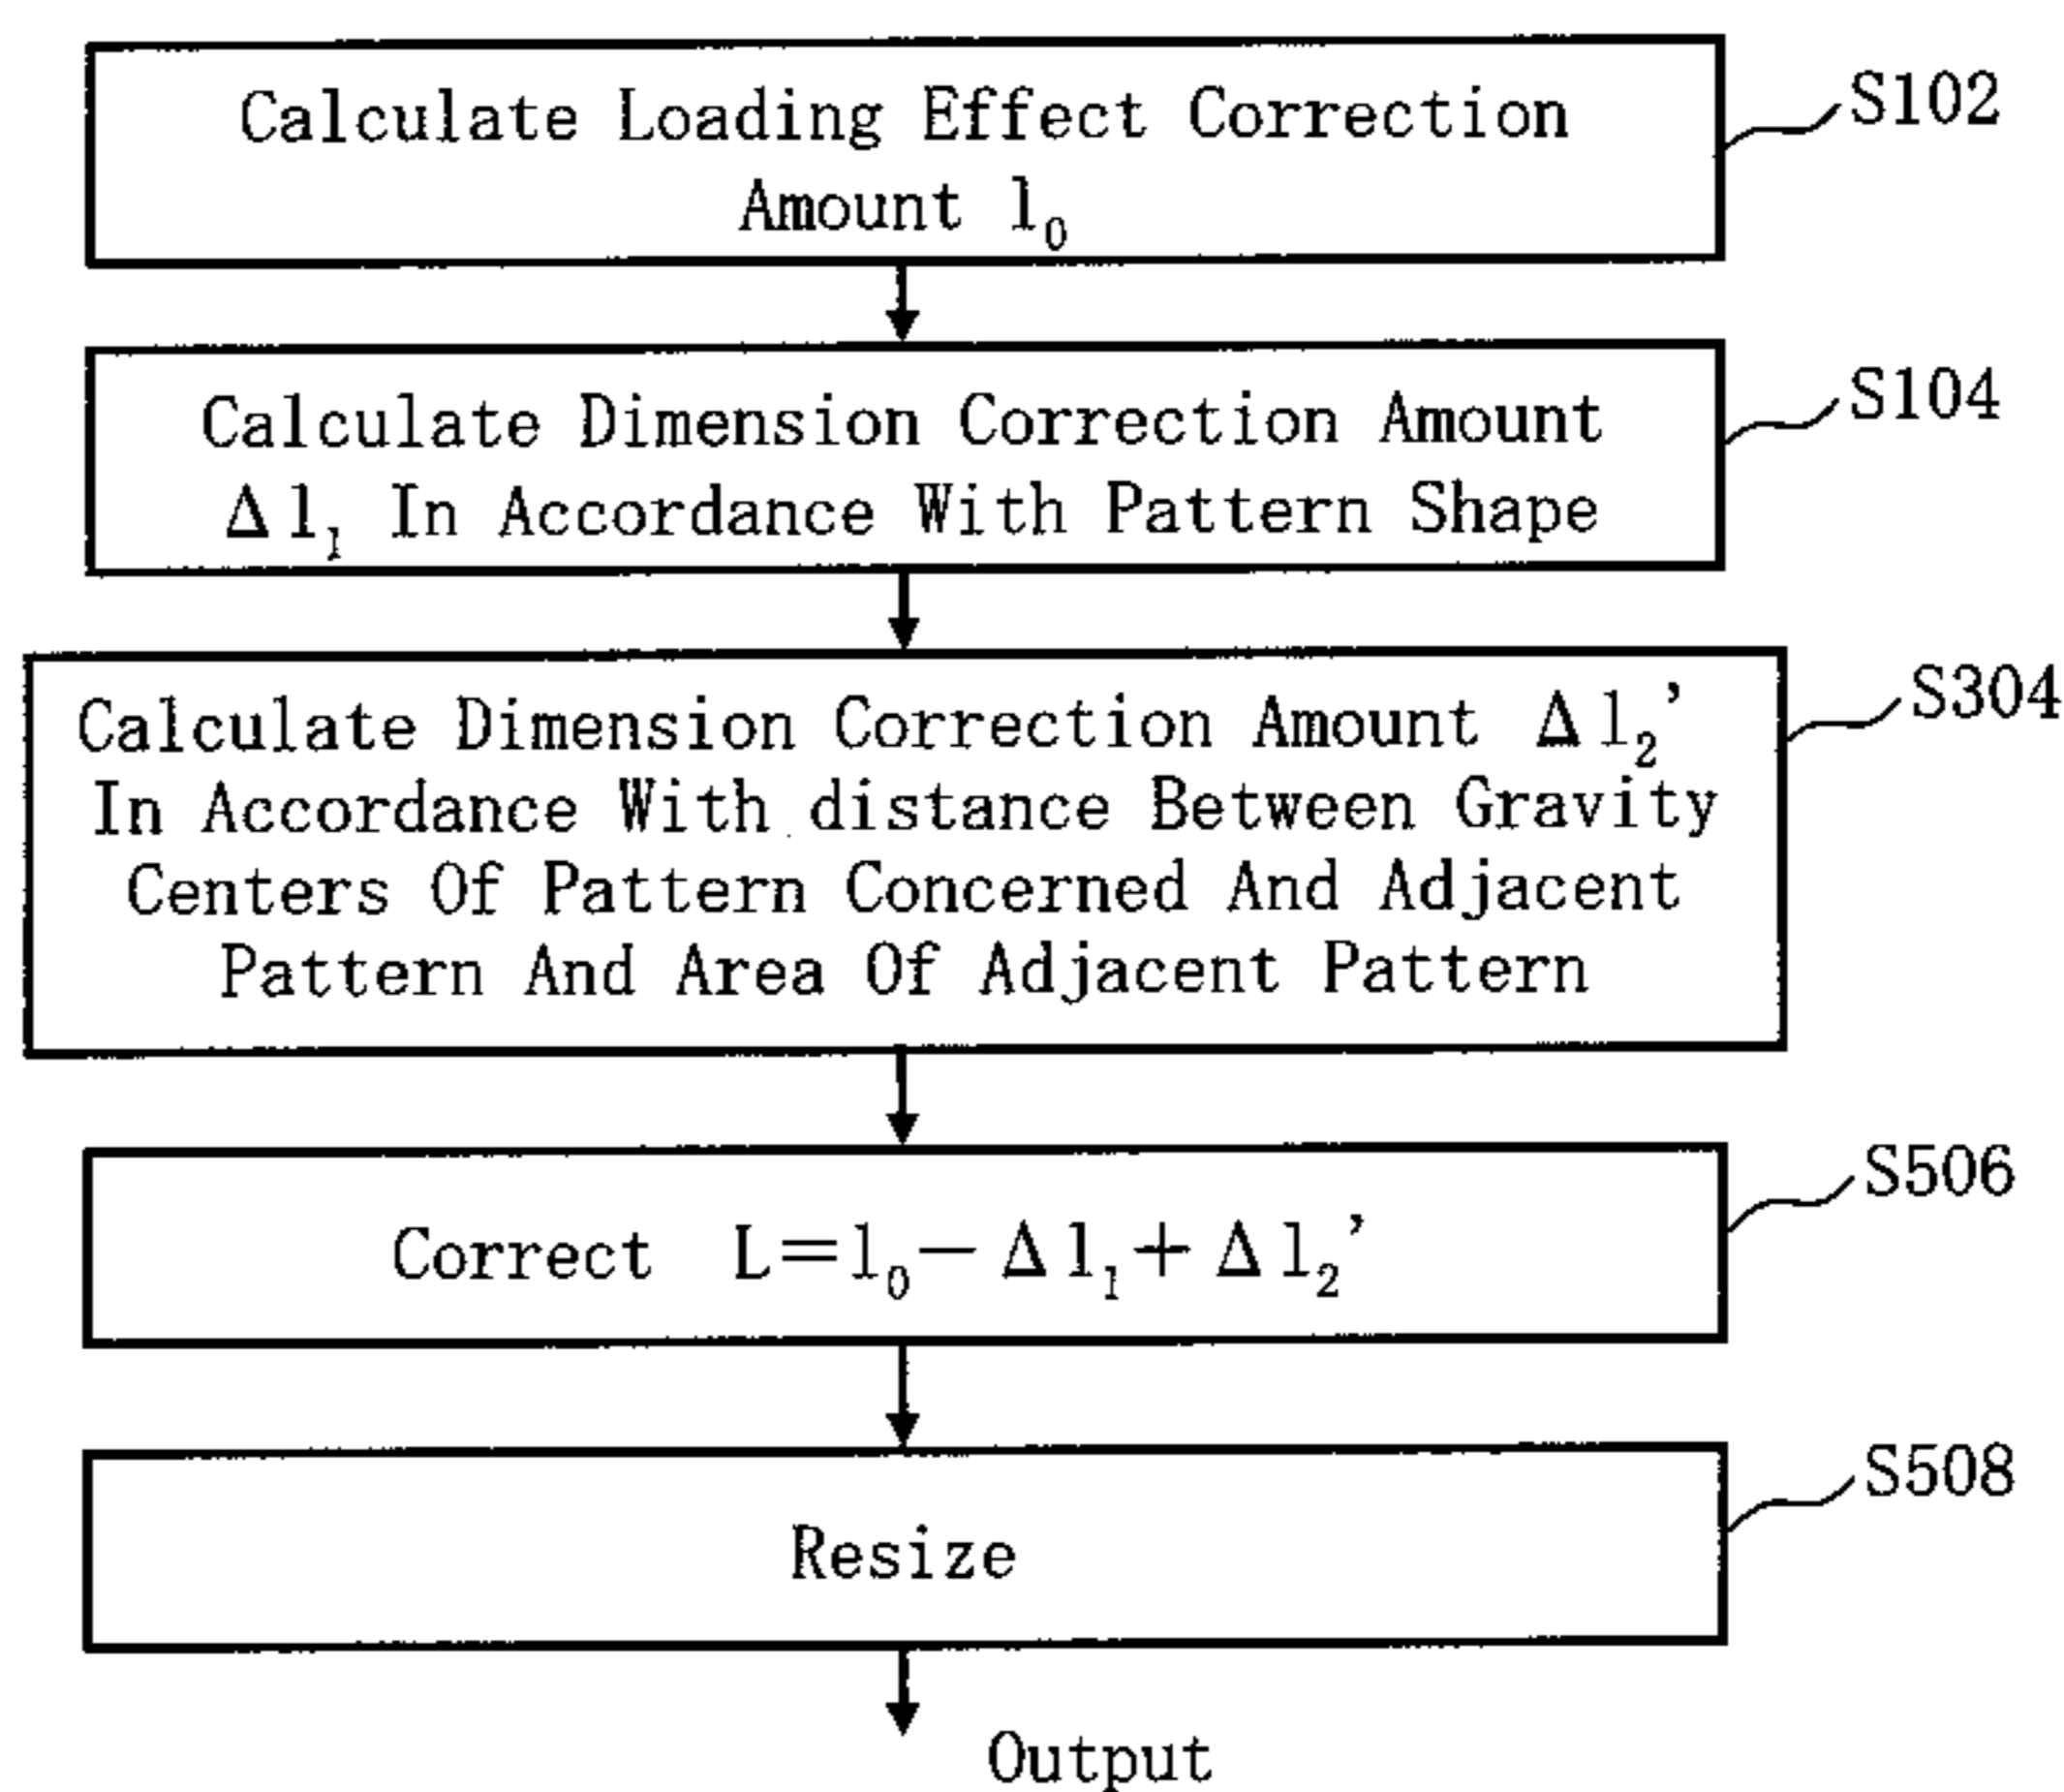 Calculate Loading Effect Correction
Amount l₀
S102
Calculate Dimension Correction Amount
Δl₁ In Accordance With Pattern Shape
S104
Calculate Dimension Correction Amount Δl₂’
In Accordance With distance Between Gravity
Centers Of Pattern Concerned And Adjacent
Pattern And Area Of Adjacent Pattern
S304
Correct L=l₀−Δl₁+Δl₂’
S506
Resize
S508
Output